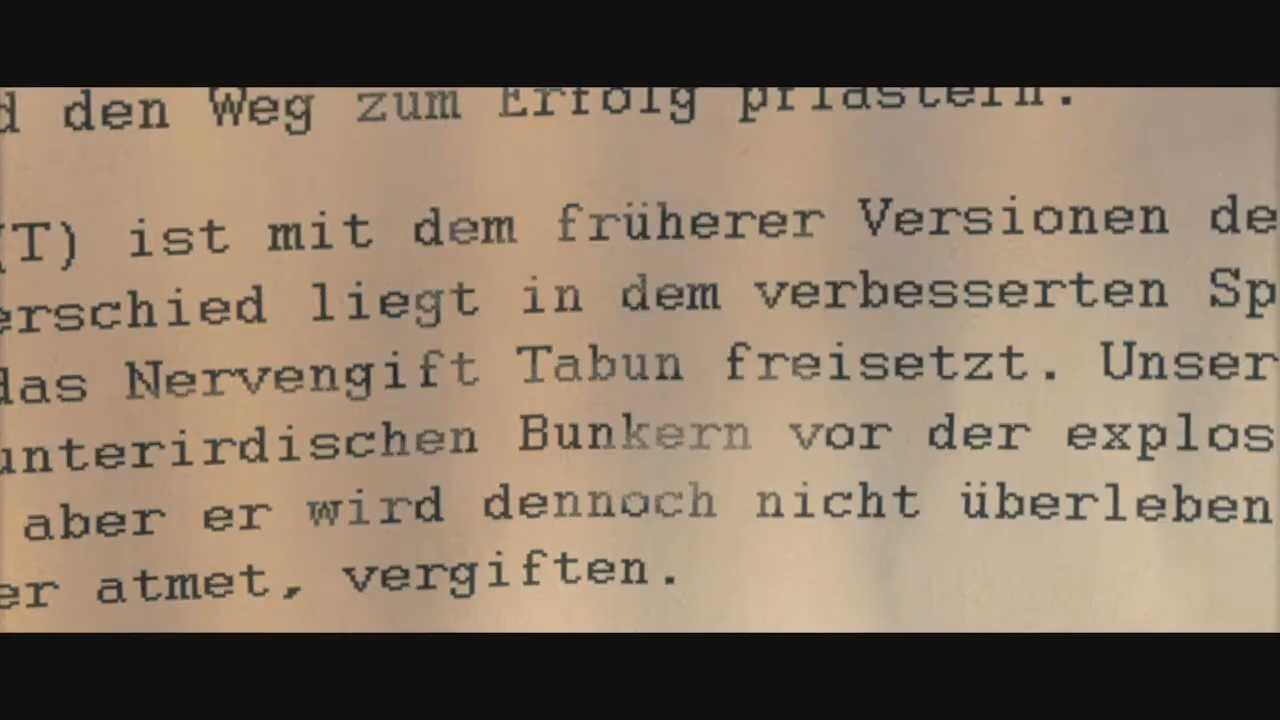 d den Weg zum Erfolg pflastern.
(T) ist mit dem früherer Versionen de
erschied liegt in dem verbesserten Sp
das Nervengift Tabun freisetzt. Unser
unterirdischen Bunkern vor der explos
aber er wird dennoch nicht überleben
er atmet, vergiften.